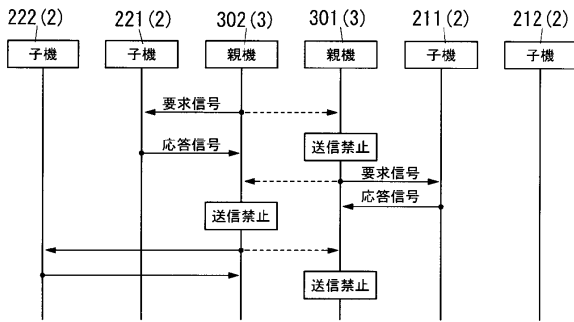 222(2) 221(2) 302(3) 301(3) 211(2) 212(2)
子機 子機 親機 親機 子機 子機
要求信号
応答信号 送信禁止
要求信号
応答信号
送信禁止
送信禁止